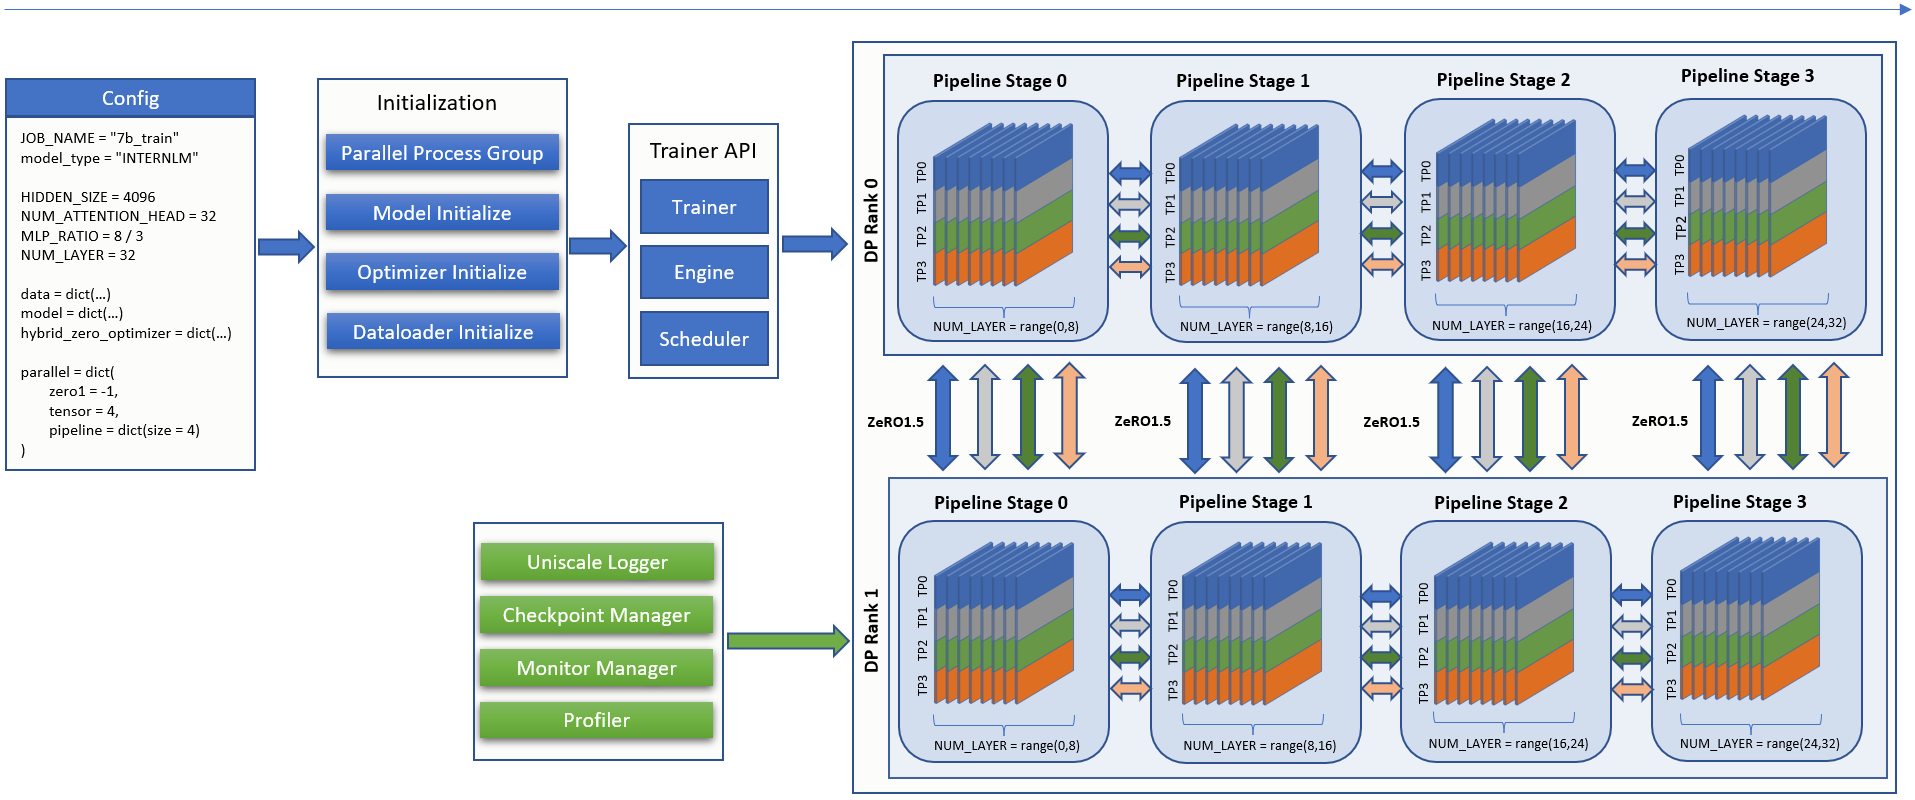 Config
JOB_NAME = "7b_train"
model_type = "INTERNLM"
HIDDEN_SIZE = 4096
NUM_ATTENTION_HEAD = 32
MLP_RATIO = 8 / 3
NUM_LAYER = 32
data = dict(...)
model = dict(...)
hybrid_zero_optimizer = dict(...)
parallel = dict(
zero1 = -1,
tensor = 4,
pipeline = dict(size = 4)
)
Initialization
Parallel Process Group
Model Initialize
Optimizer Initialize
Dataloader Initialize
Trainer API
Trainer
Engine
Scheduler
Uniscale Logger
Checkpoint Manager
Monitor Manager
Profiler
DP Rank 0
Pipeline Stage 0
TP0
TP1
TP2
TP3
NUM_LAYER = range(0,8)
Pipeline Stage 1
TP0
TP1
TP2
TP3
NUM_LAYER = range(8,16)
Pipeline Stage 2
TP0
TP1
TP2
TP3
NUM_LAYER = range(16,24)
Pipeline Stage 3
TP0
TP1
TP2
TP3
NUM_LAYER = range(24,32)
ZeRO1.5
ZeRO1.5
ZeRO1.5
ZeRO1.5
DP Rank 1
Pipeline Stage 0
TP0
TP1
TP2
TP3
NUM_LAYER = range(0,8)
Pipeline Stage 1
TP0
TP1
TP2
TP3
NUM_LAYER = range(8,16)
Pipeline Stage 2
TP0
TP1
TP2
TP3
NUM_LAYER = range(16,24)
Pipeline Stage 3
TP0
TP1
TP2
TP3
NUM_LAYER = range(24,32)